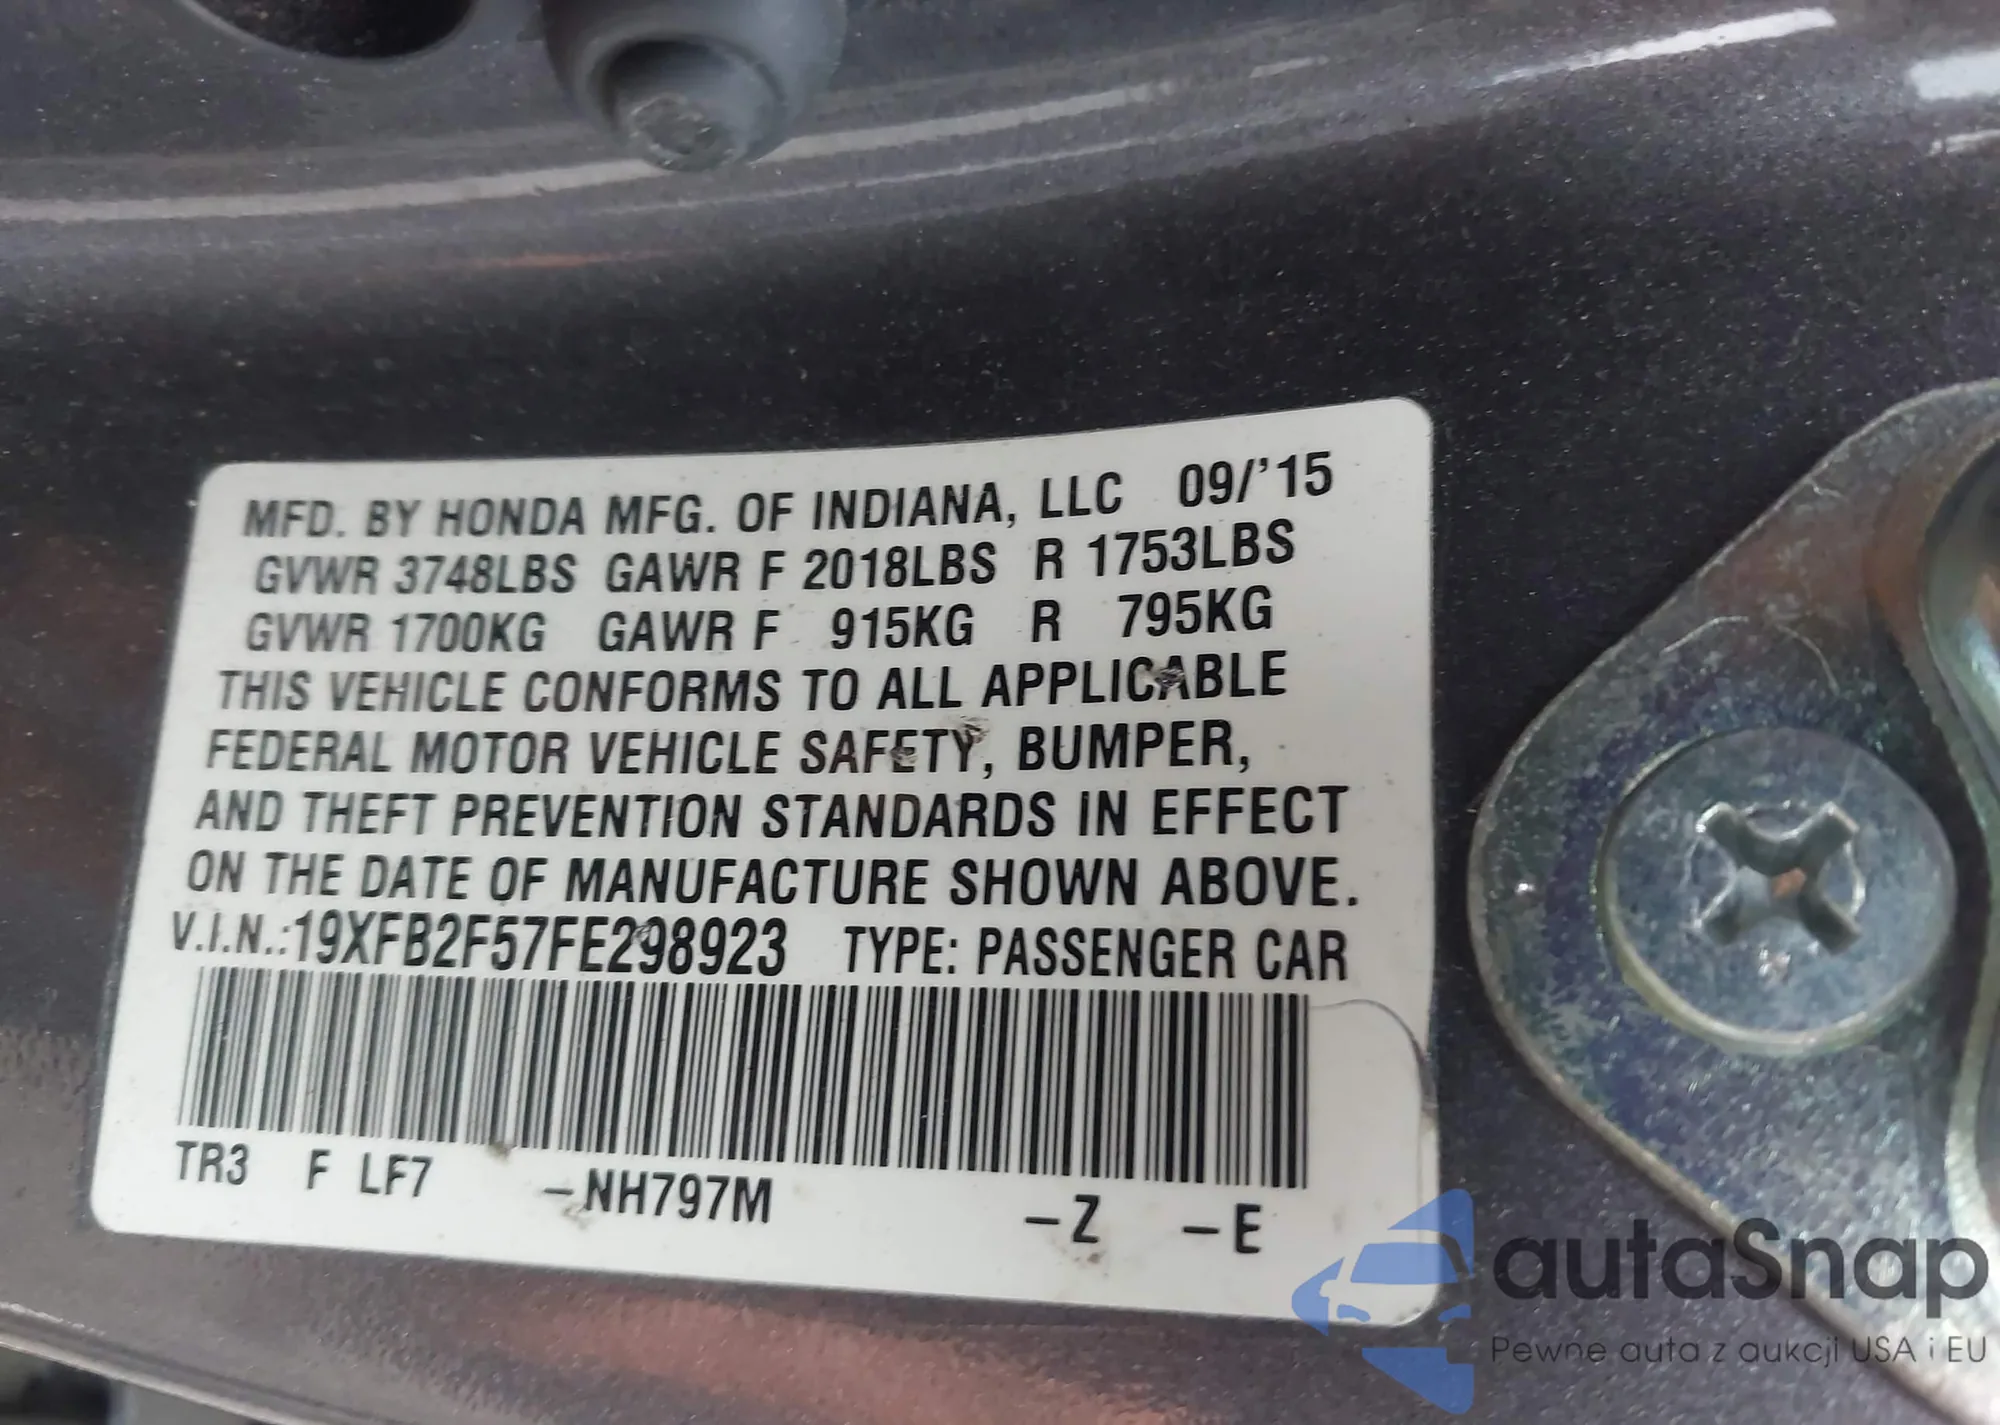 MFD. BY HONDA MFG. OF INDIANA, LLC 09/'15
GVWR 3748LBS GAWR F 2018LBS R 1753LBS
GVWR 1700KG GAWR F 915KG R 795KG
THIS VEHICLE CONFORMS TO ALL APPLICABLE
FEDERAL MOTOR VEHICLE SAFETY, BUMPER,
AND THEFT PREVENTION STANDARDS IN EFFECT
ON THE DATE OF MANUFACTURE SHOWN ABOVE.
V.I.N.:19XFB2F57FE298923 TYPE: PASSENGER CAR
TR3 F LF7 -NH797M -Z -E
autaSnap
Pewne auta z aukcji USA i EU